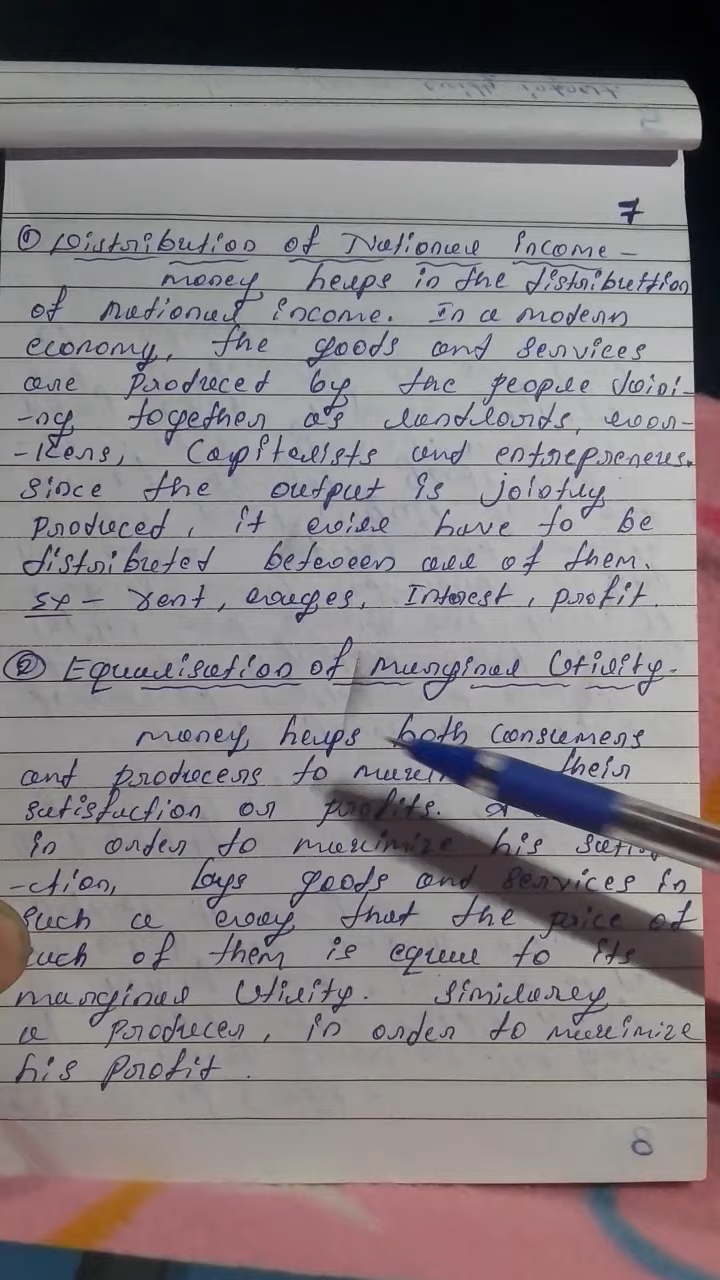 7
① Distribution of National Income -
money helps in the distribution
of national income. In a modern
economy, the goods and services
are produced by the people joini-
-ng together as landlords, wor-
-kers, Capitalists and entrepreneurs.
since the output is jointly
produced, it will have to be
distributed between all of them.
Ex - rent, wages, Interest, profit.
② Equalisation of marginal Utility.
money, helps both consumers
and producers to their
satisfaction or profits.
in order to maximize his
-ction, buys goods and services in
such a way that the price of
each of them is equal to its
marginal Utility. Similarly
a producer, in order to maximize
his profit.
8